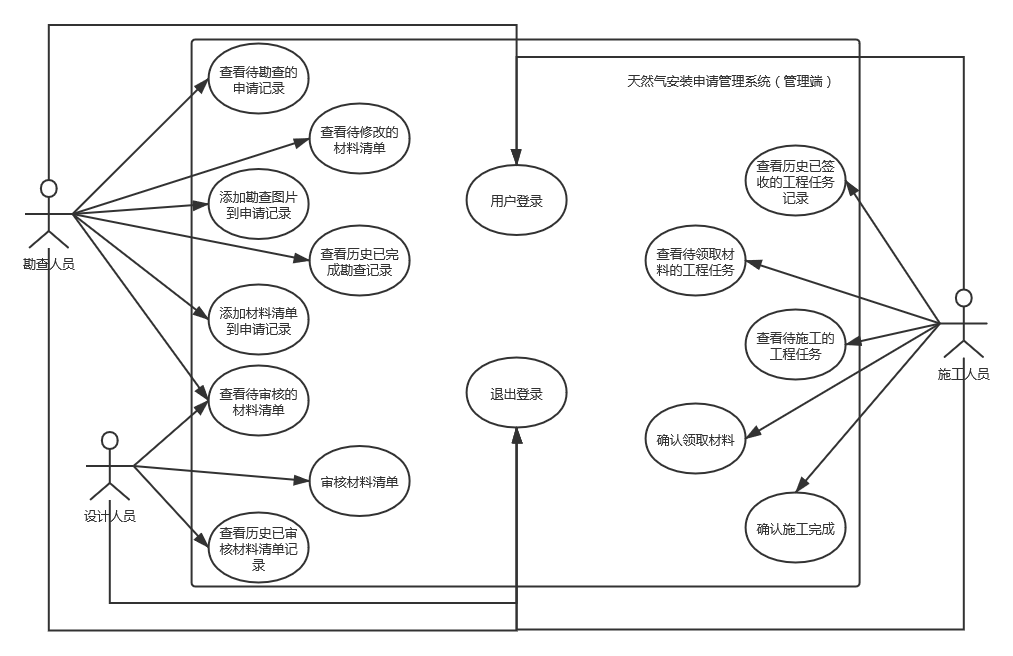 天然气安装申请管理系统（管理端）
查看待勘查的
申请记录
查看待修改的
材料清单
添加勘查图片
到申请记录
查看历史已完
成勘查记录
添加材料清单
到申请记录
查看待审核的
材料清单
审核材料清单
查看历史已审
核材料清单记
录
勘查人员
设计人员
用户登录
退出登录
查看历史已签
收的工程任务
记录
查看待领取材
料的工程任务
查看待施工的
工程任务
确认领取材料
确认施工完成
施工人员